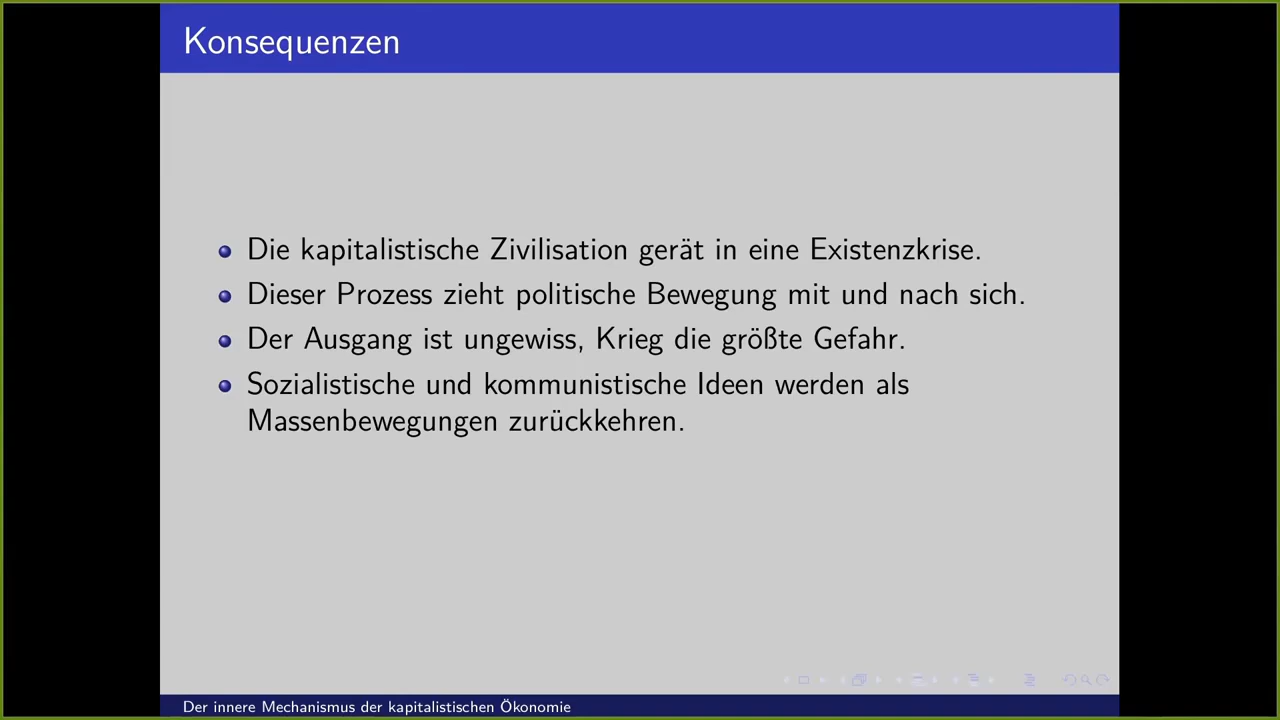 Konsequenzen
Die kapitalistische Zivilisation gerät in eine Existenzkrise.
Dieser Prozess zieht politische Bewegung mit und nach sich.
Der Ausgang ist ungewiss, Krieg die größte Gefahr.
Sozialistische und kommunistische Ideen werden als
Massenbewegungen zurückkehren.
Der innere Mechanismus der kapitalistischen Ökonomie